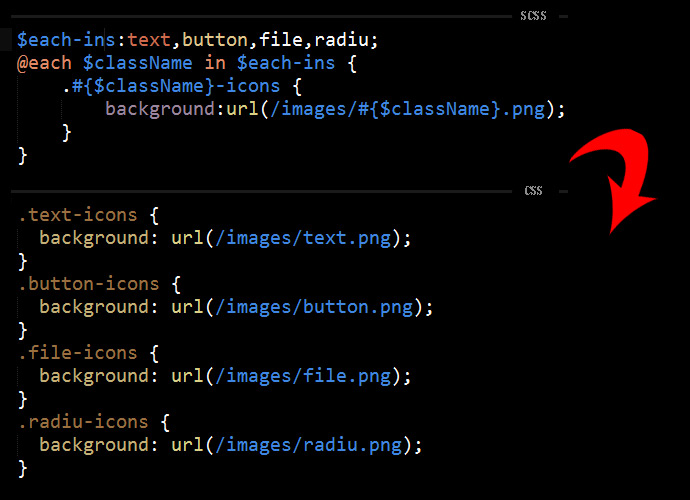 SCSS
$each-ins:text,button,file,radiu;
@each $className in $each-ins {
    .#{$className}-icons {
        background:url(/images/#{$className}.png);
    }
}
CSS
.text-icons {
  background: url(/images/text.png);
}
.button-icons {
  background: url(/images/button.png);
}
.file-icons {
  background: url(/images/file.png);
}
.radiu-icons {
  background: url(/images/radiu.png);
}